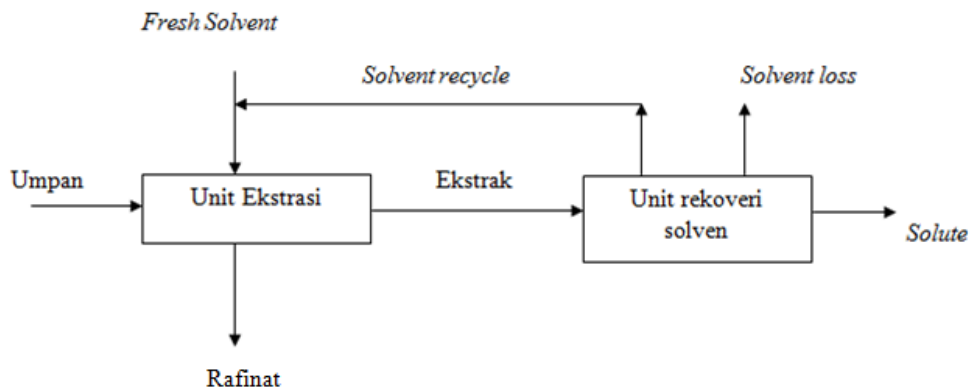 Fresh Solvent
Solvent recycle
Solvent loss
Umpan
Unit Ekstrasi
Ekstrak
Unit rekoveri
solven
Solute
Rafinat